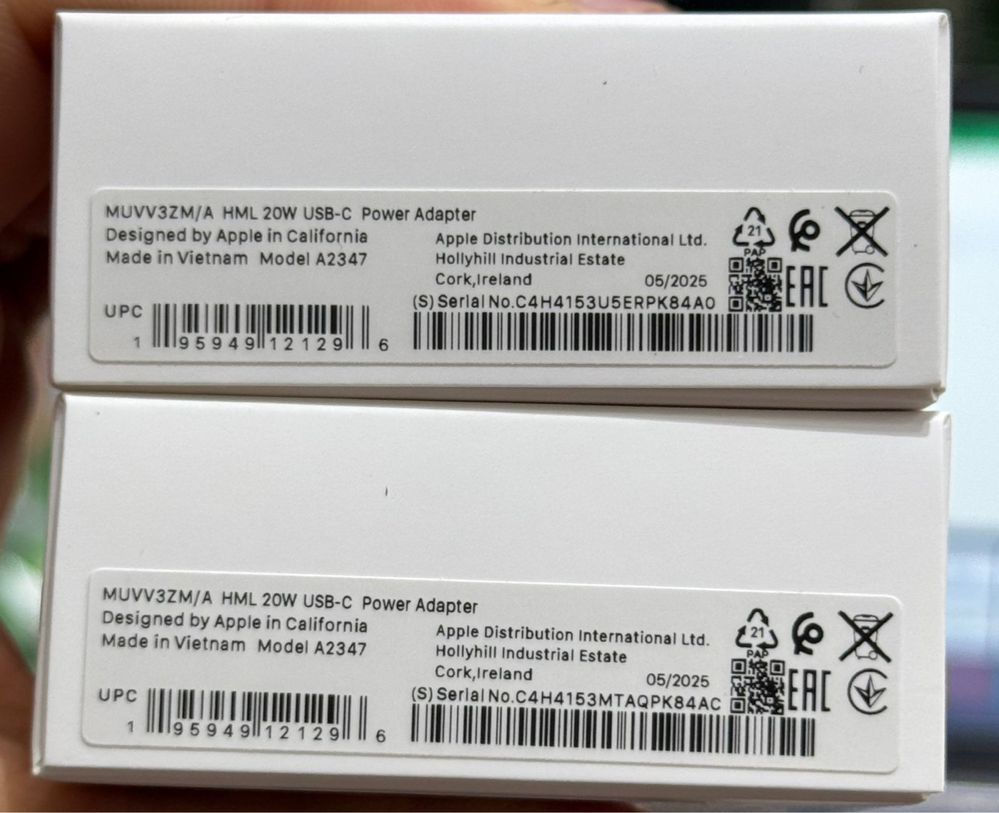 MUVV3ZM/A HML 20W USB-C Power Adapter
Designed by Apple in California
Made in Vietnam Model A2347
Apple Distribution International Ltd.
Hollyhill Industrial Estate
Cork,Ireland 05/2025
(S) Serial No.C4H4153U5ERPK84A0
UPC
1 95949 12129 6
21
PAP
EAC
MUVV3ZM/A HML 20W USB-C Power Adapter
Designed by Apple in California
Made in Vietnam Model A2347
Apple Distribution International Ltd.
Hollyhill Industrial Estate
Cork,Ireland 05/2025
(S) Serial No.C4H4153MTAQPK84AC
UPC
1 95949 12129 6
21
PAP
EAC